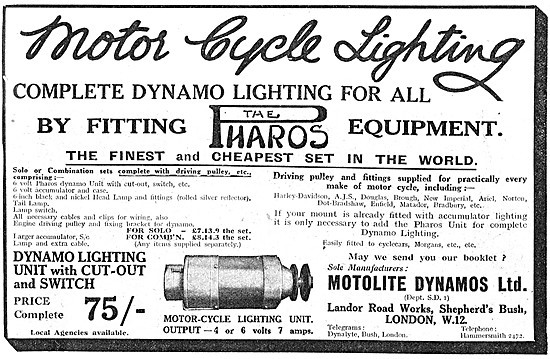 Motor Cycle Lighting
COMPLETE DYNAMO LIGHTING FOR ALL
BY FITTING THE PHAROS EQUIPMENT.
THE FINEST and CHEAPEST SET IN THE WORLD.
Solo or Combination sets complete with driving pulley, etc.,
comprising:—
6 volt Pharos dynamo Unit with cut-out, switch, etc.
6 volt accumulator and case.
6-inch black and nickel Head Lamp and fittings (rolled silver reflector),
Tail Lamp.
Lamp switch.
All necessary cables and clips for wiring, also
Engine driving pulley and fixing bracket for dynamo.
FOR SOLO – £7.13.9 the set.
Larger accumulator, S/C FOR COMB'N. £8.14.3 the set.
Lamp and extra cable. (Any items supplied separately.)
DYNAMO LIGHTING
UNIT with CUT-OUT
and SWITCH
PRICE
Complete 75/-
Local Agencies available.
MOTOR-CYCLE LIGHTING UNIT.
OUTPUT—4 or 6 volts 7 amps.
Driving pulley and fittings supplied for practically every
make of motor cycle, including:—
Harley-Davidson, A.J.S., Douglas, Brough, New Imperial, Ariel, Norton,
Dot-Bradshaw, Enfield, Matador, Bradbury, etc.
If your mount is already fitted with accumulator lighting
it is only necessary to add the Pharos Unit for complete
Dynamo Lighting.
Easily fitted to cyclecars, Morgans, etc., etc.
May we send you our booklet?
Sole Manufacturers:
MOTOLITE DYNAMOS Ltd.
(Dept. S.D. 1)
Landor Road Works, Shepherd's Bush,
LONDON, W.12.
Telegrams: Telephone:
Dynalyte, Bush, London. Hammersmith 2472.